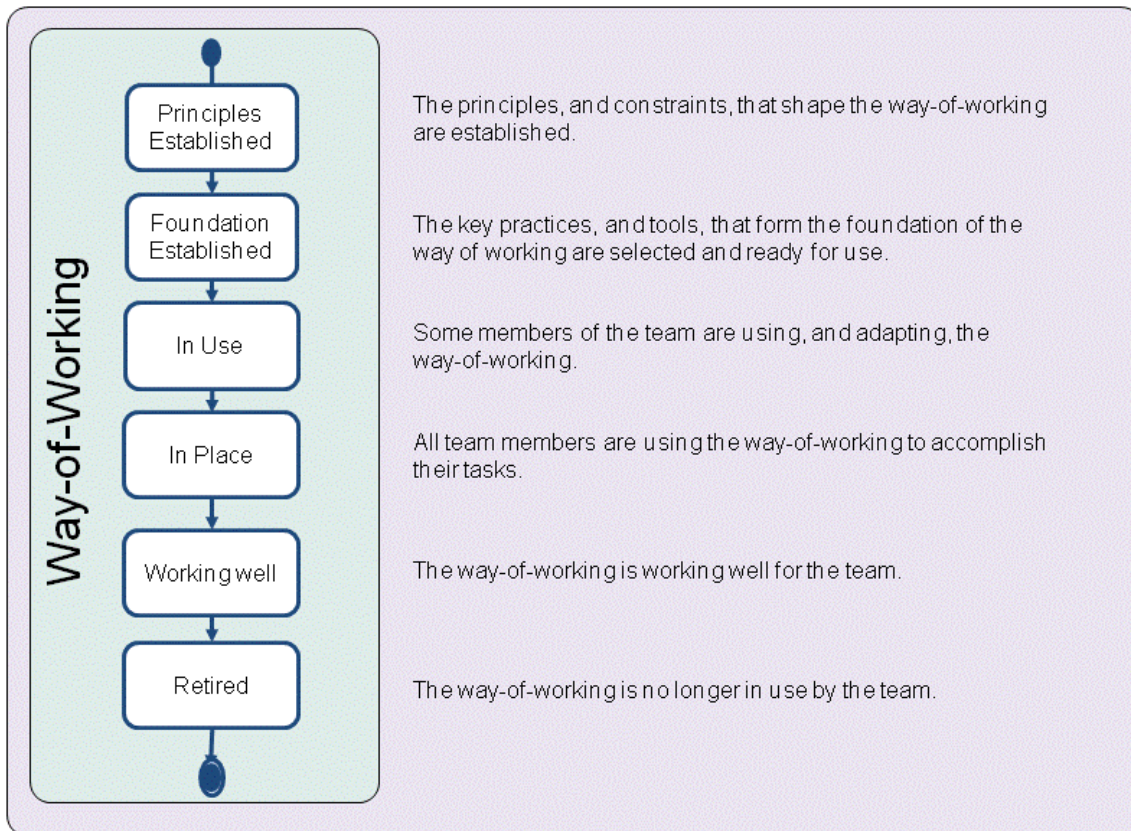 Way-of-Working
Principles
Established
The principles, and constraints, that shape the way-of-working
are established.
Foundation
Established
The key practices, and tools, that form the foundation of the
way of working are selected and ready for use.
In Use
Some members of the team are using, and adapting, the
way-of-working.
In Place
All team members are using the way-of-working to accomplish
their tasks.
Working well
The way-of-working is working well for the team.
Retired
The way-of-working is no longer in use by the team.